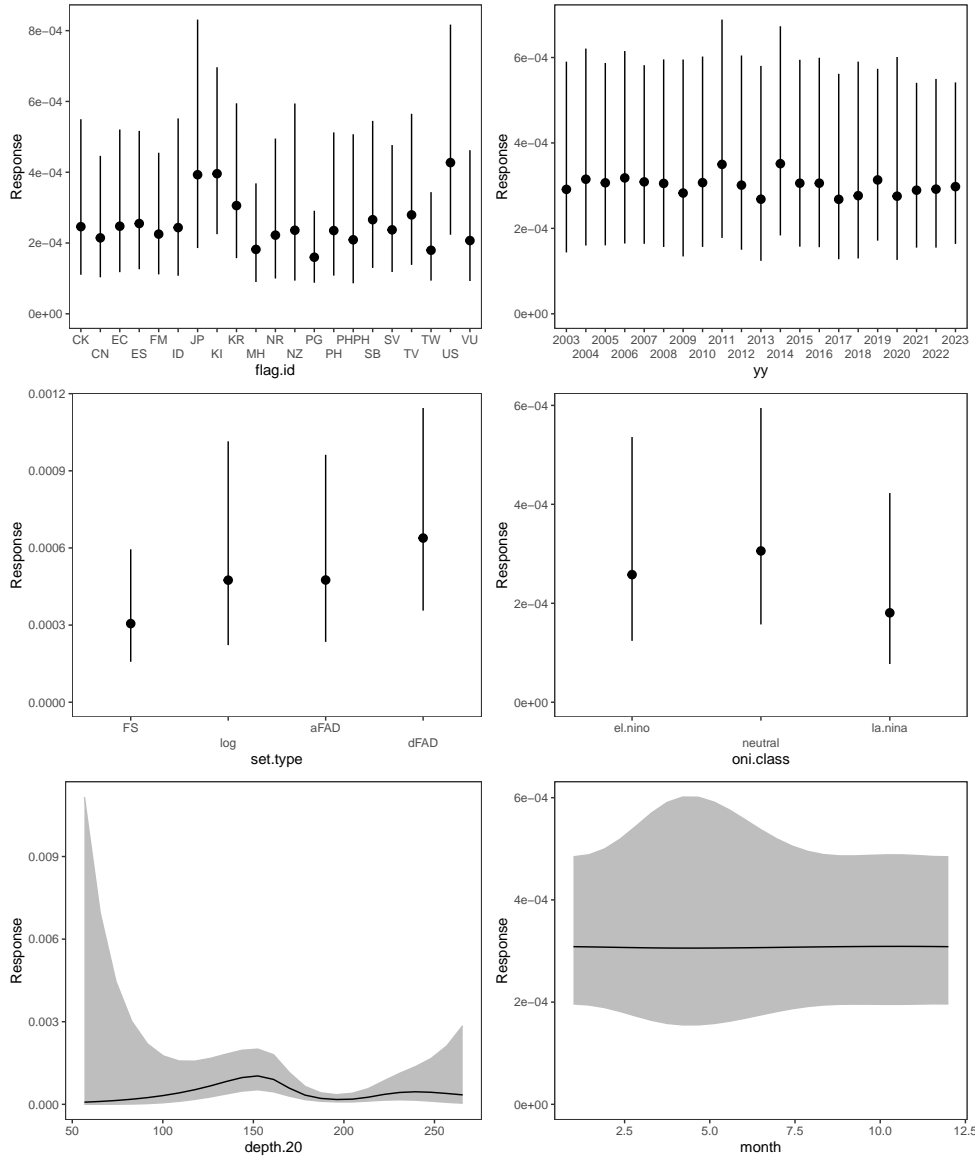 8e−04
6e−04
4e−04
2e−04
0e+00
Response
CK EC FM JP KR NR PG PHPH SV TW VU
CN ES ID KI MH NZ PH SB TV US
flag.id
6e−04
4e−04
2e−04
0e+00
Response
2003 2005 2007 2009 2011 2013 2015 2017 2019 2021 2023
2004 2006 2008 2010 2012 2014 2016 2018 2020 2022
yy
0.0012
0.0009
0.0006
0.0003
0.0000
Response
FS aFAD
log dFAD
set.type
6e−04
4e−04
2e−04
0e+00
Response
el.nino la.nina
neutral
oni.class
0.009
0.006
0.003
0.000
Response
50 100 150 200 250
depth.20
6e−04
4e−04
2e−04
0e+00
Response
2.5 5.0 7.5 10.0 12.5
month